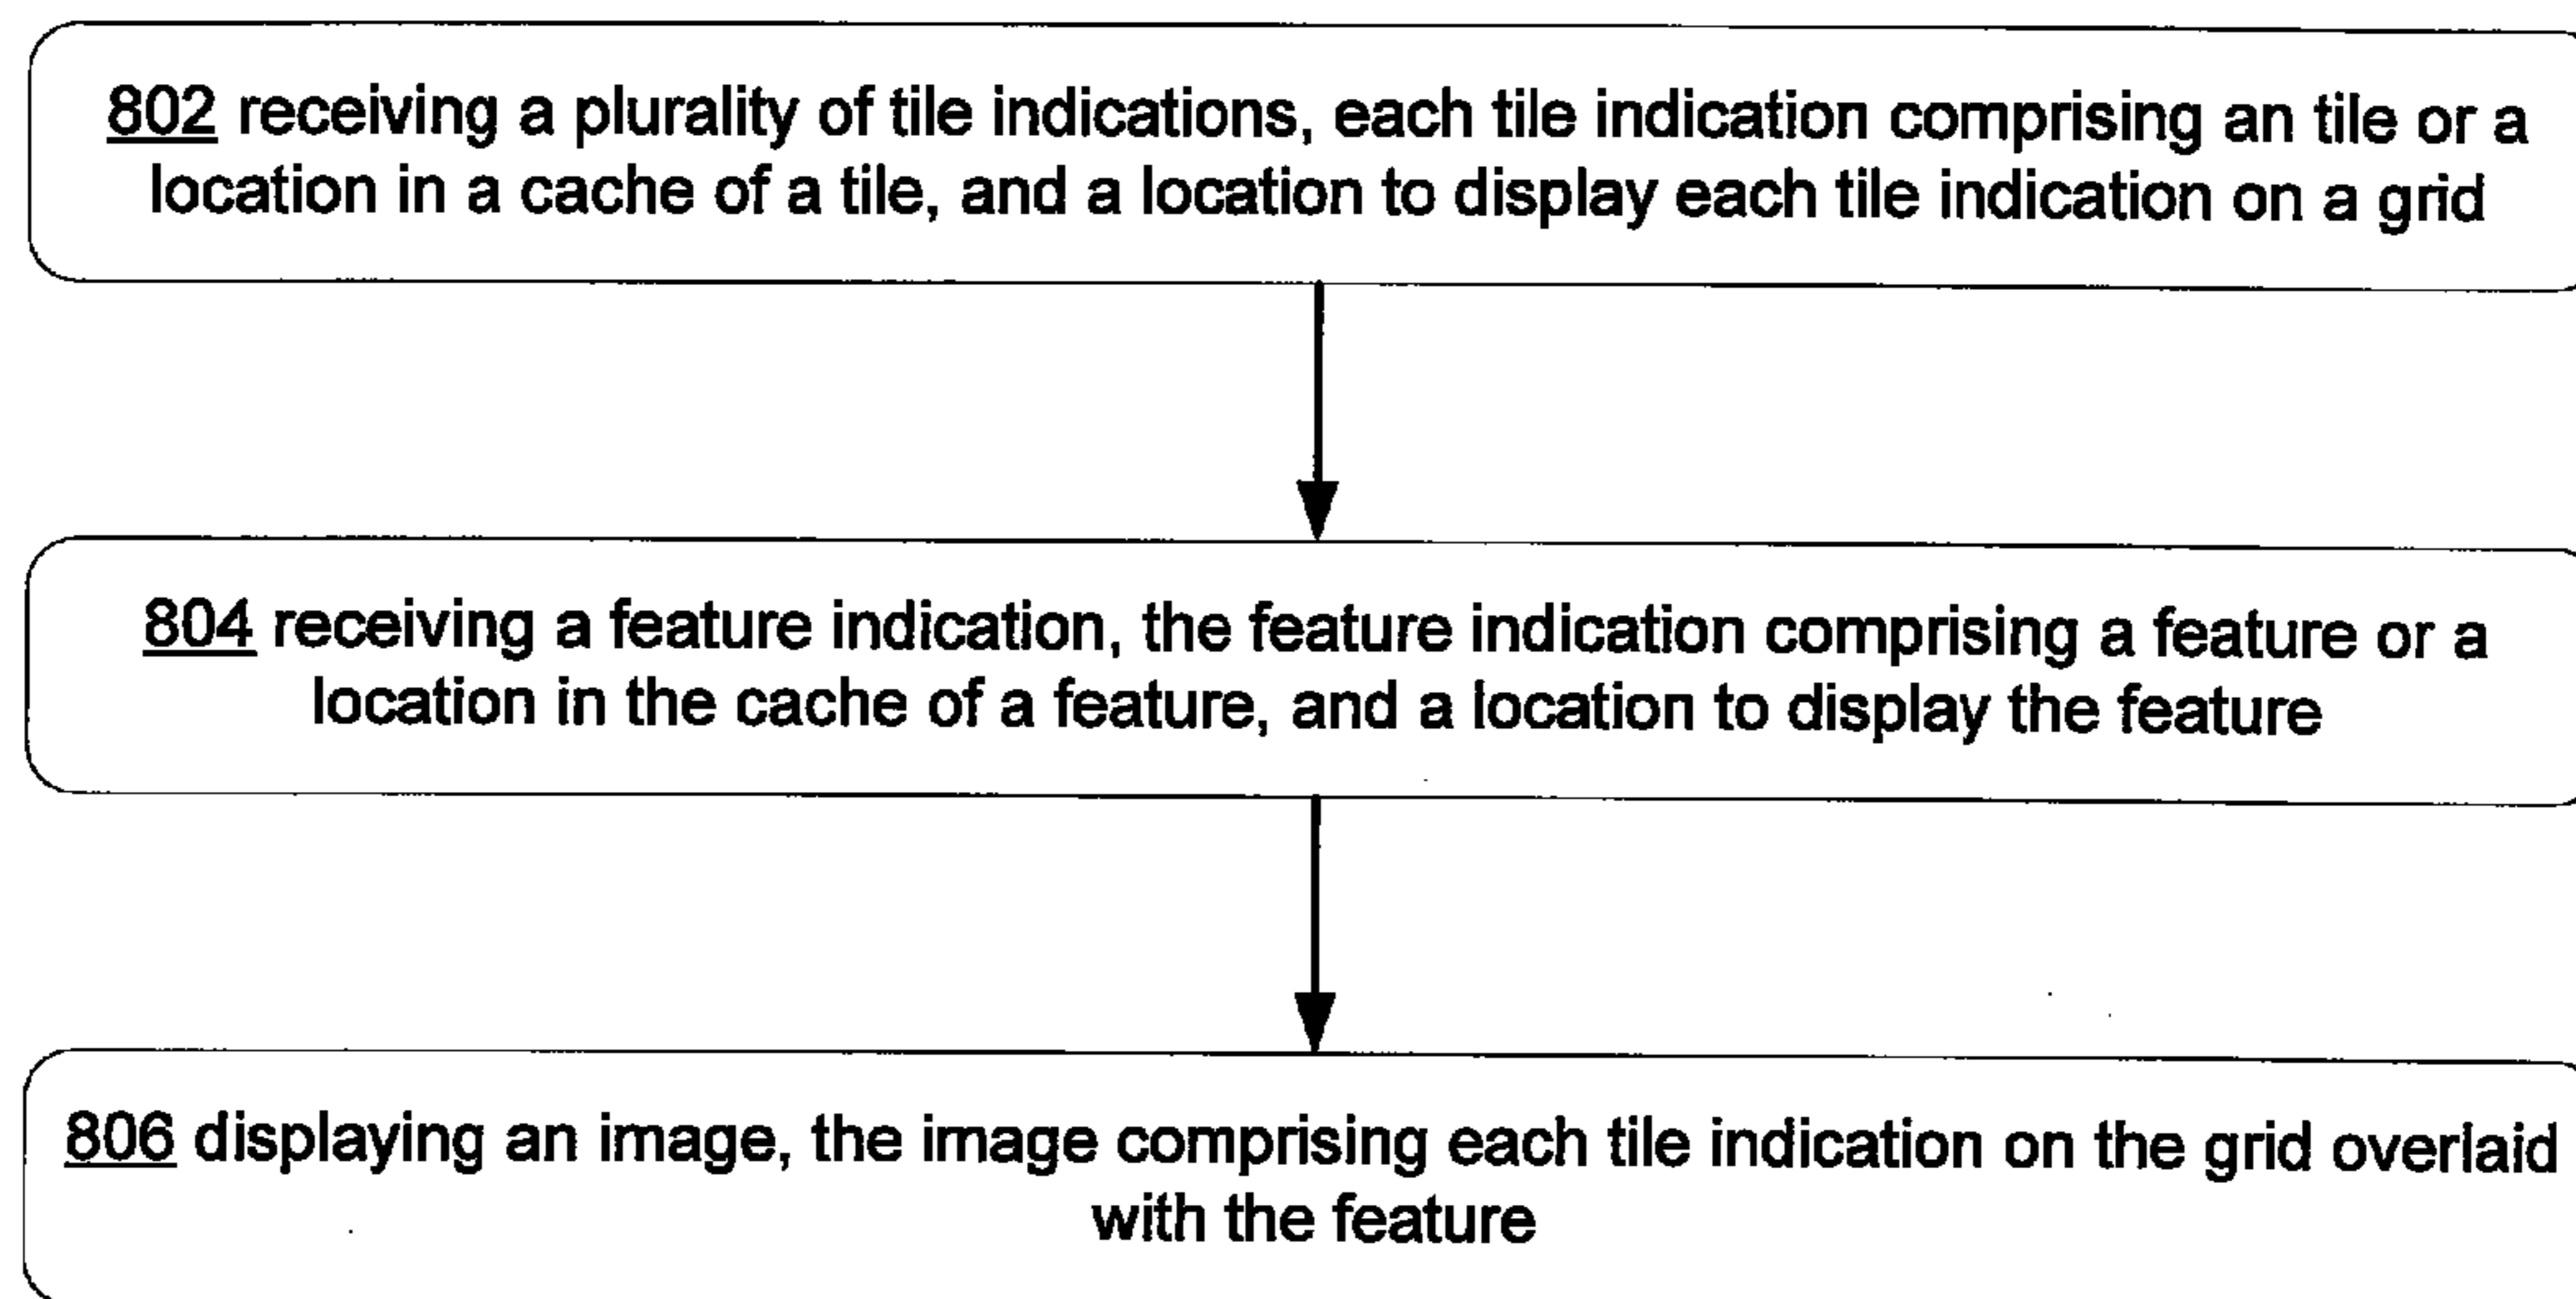 802 receiving a plurality of tile indications, each tile indication comprising an tile or a
location in a cache of a tile, and a location to display each tile indication on a grid
804 receiving a feature indication, the feature indication comprising a feature or a
location in the cache of a feature, and a location to display the feature
806 displaying an image, the image comprising each tile indication on the grid overlaid
with the feature